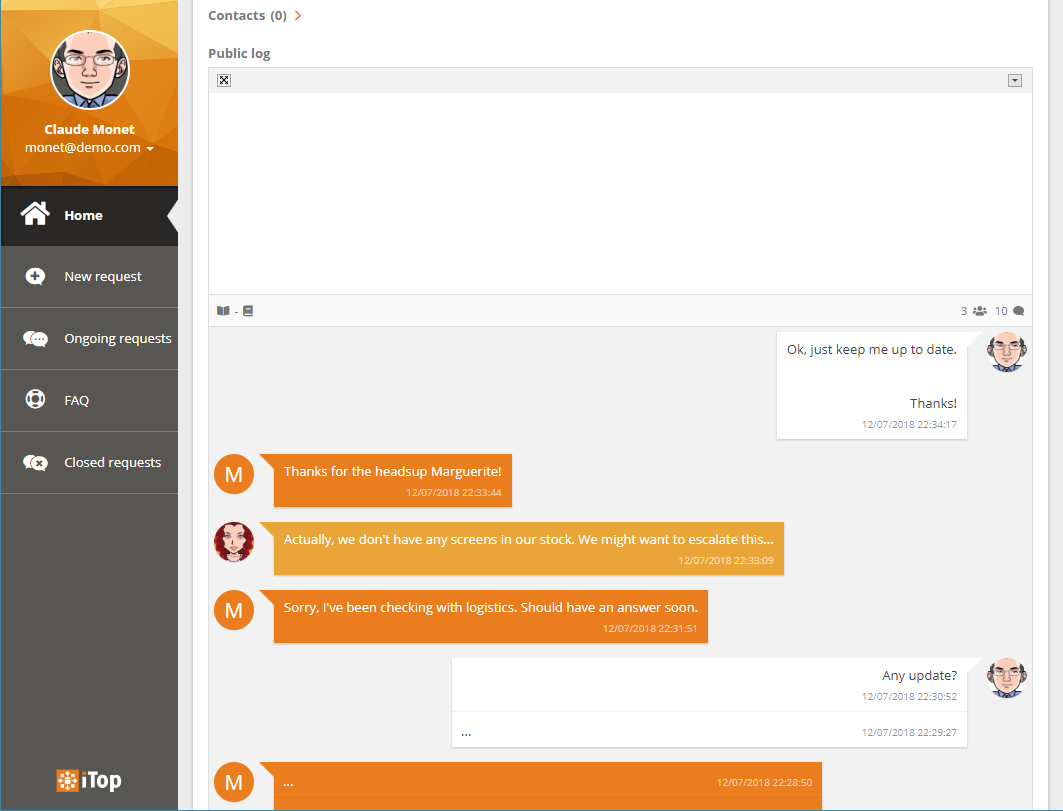 Claude Monet
monet@demo.com
Home
New request
Ongoing requests
FAQ
Closed requests
iTop
Contacts (0)
Public log
-
3 10
Ok, just keep me up to date.
Thanks!
12/07/2018 22:34:17
M
Thanks for the headsup Marguerite!
12/07/2018 22:33:44
Actually, we don't have any screens in our stock. We might want to escalate this...
12/07/2018 22:33:09
M
Sorry, I've been checking with logistics. Should have an answer soon.
12/07/2018 22:31:51
Any update?
12/07/2018 22:30:52
... 12/07/2018 22:29:27
M
... 12/07/2018 22:28:50